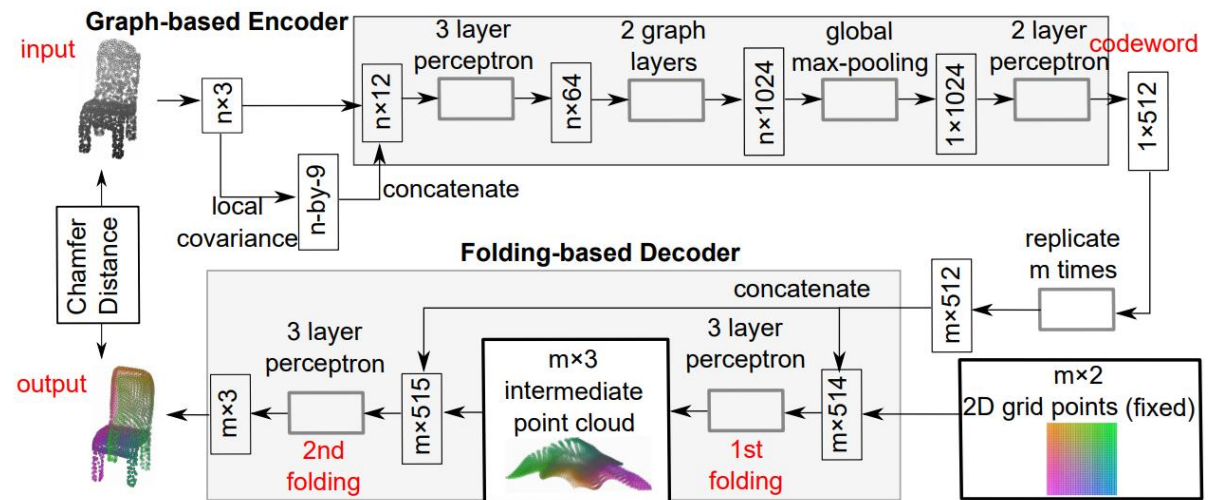 Graph-based Encoder
input
n×3
local
covariance
n-by-9
concatenate
n×12
3 layer
perceptron
n×64
2 graph
layers
n×1024
global
max-pooling
1×1024
2 layer
perceptron
codeword
1×512
replicate
m times
m×512
Chamfer
Distance
Folding-based Decoder
concatenate
m×2
2D grid points (fixed)
m×514
3 layer
perceptron
1st
folding
m×3
intermediate
point cloud
m×515
3 layer
perceptron
2nd
folding
m×3
output